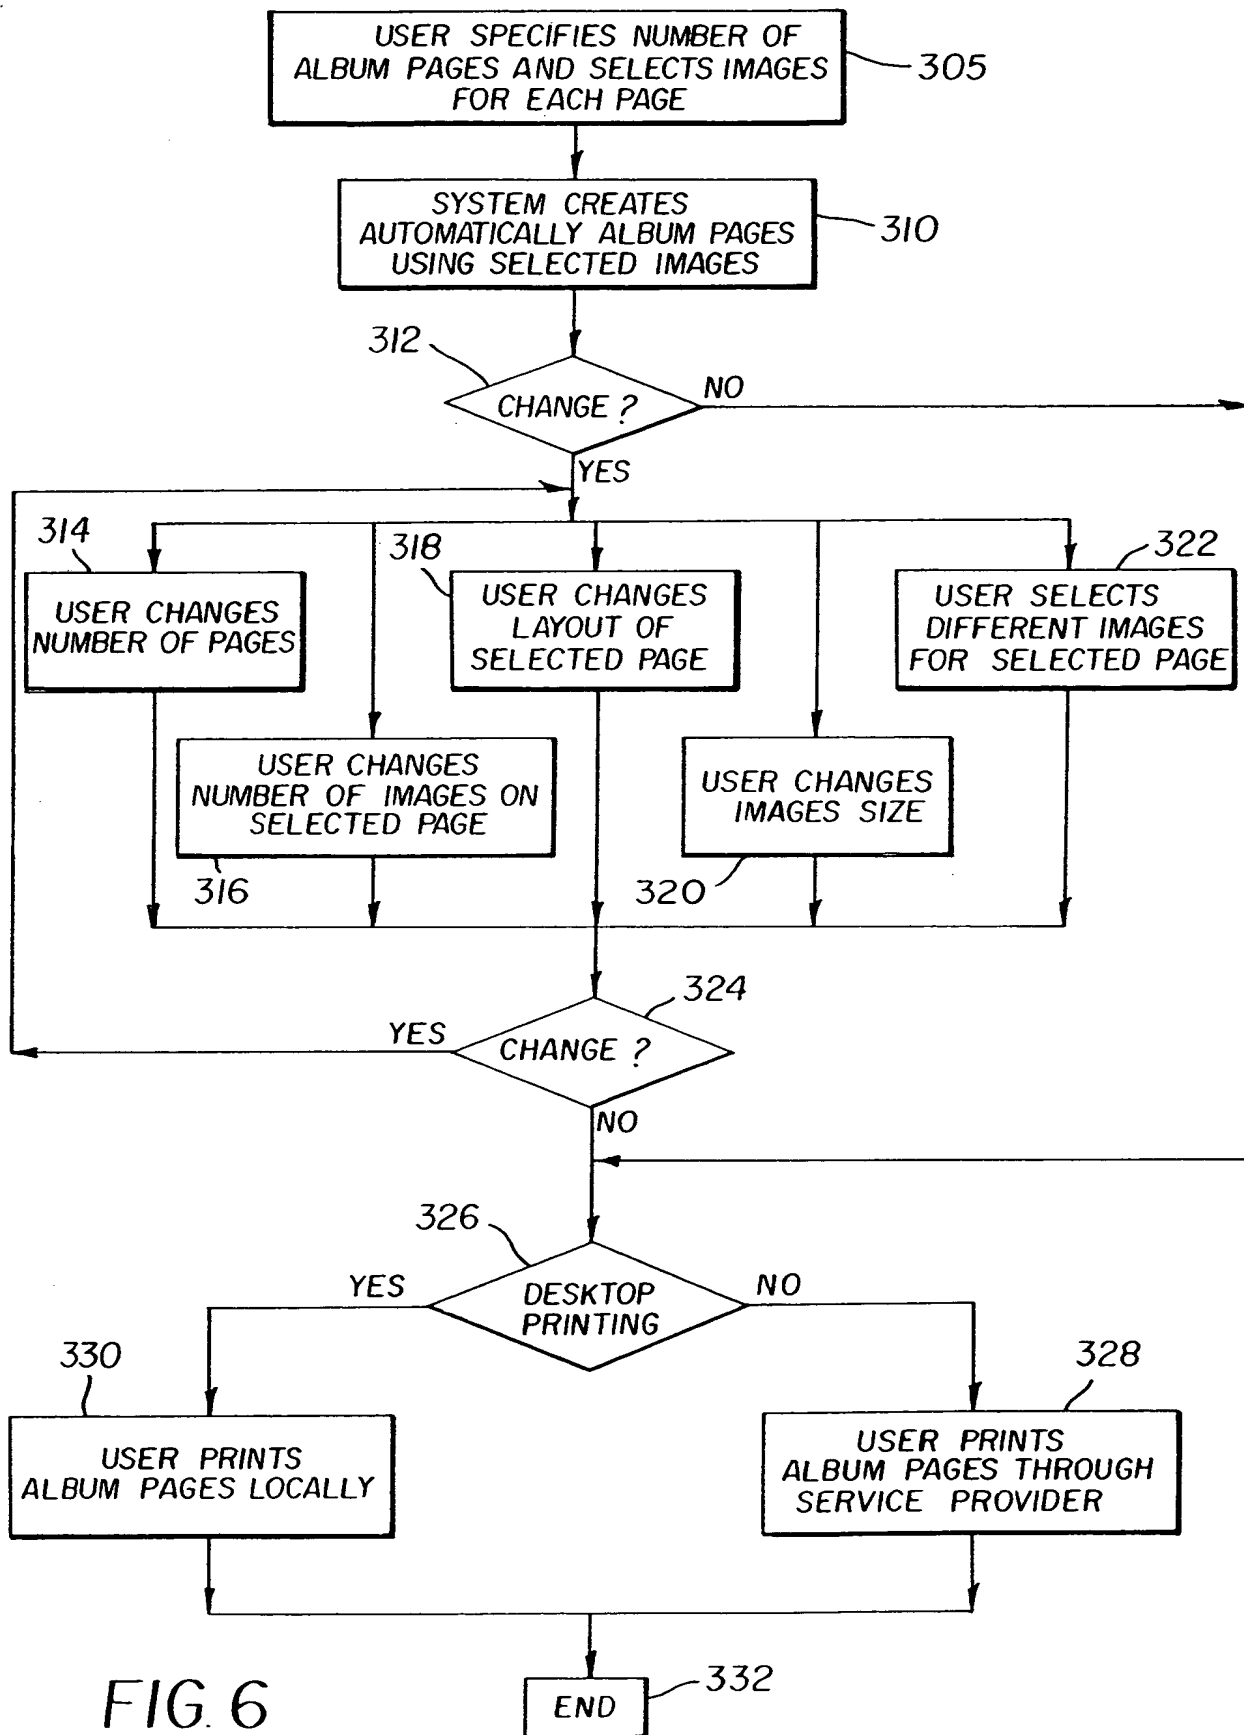 USER SPECIFIES NUMBER OF
ALBUM PAGES AND SELECTS IMAGES
FOR EACH PAGE
305
SYSTEM CREATES
AUTOMATICALLY ALBUM PAGES
USING SELECTED IMAGES
310
312
CHANGE ?
NO
YES
314
USER CHANGES
NUMBER OF PAGES
318
USER CHANGES
LAYOUT OF
SELECTED PAGE
322
USER SELECTS
DIFFERENT IMAGES
FOR SELECTED PAGE
USER CHANGES
NUMBER OF IMAGES ON
SELECTED PAGE
316
USER CHANGES
IMAGES SIZE
320
324
YES
CHANGE ?
NO
326
YES
DESKTOP
PRINTING
NO
330
USER PRINTS
ALBUM PAGES LOCALLY
328
USER PRINTS
ALBUM PAGES THROUGH
SERVICE PROVIDER
END
332
FIG. 6